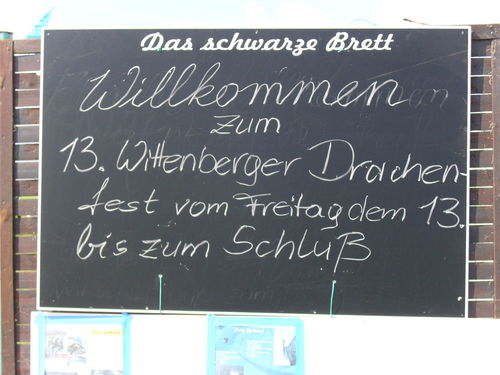 Das schwarze Brett
Willkommen
zum
13. Wittenberger Drachen-
fest vom Freitag dem 13.
bis zum Schluß